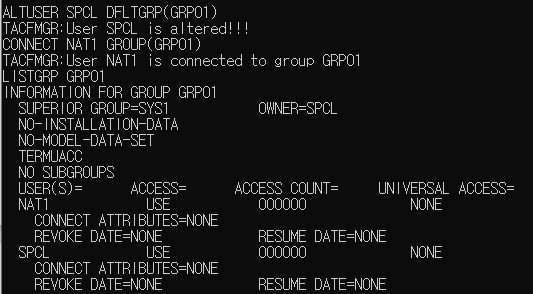 ALTUSER SPCL DFLTGRP(GRP01)
TACFMGR:User SPCL is altered!!!
CONNECT NAT1 GROUP(GRP01)
TACFMGR:User NAT1 is connected to group GRP01
LISTGRP GRP01
INFORMATION FOR GROUP GRP01
SUPERIOR GROUP=SYS1 OWNER=SPCL
NO-INSTALLATION-DATA
NO-MODEL-DATA-SET
TERMUACC
NO SUBGROUPS
USER(S)= ACCESS= ACCESS COUNT= UNIVERSAL ACCESS=
NAT1 USE 000000 NONE
CONNECT ATTRIBUTES=NONE
REVOKE DATE=NONE RESUME DATE=NONE
SPCL USE 000000 NONE
CONNECT ATTRIBUTES=NONE
REVOKE DATE=NONE RESUME DATE=NONE